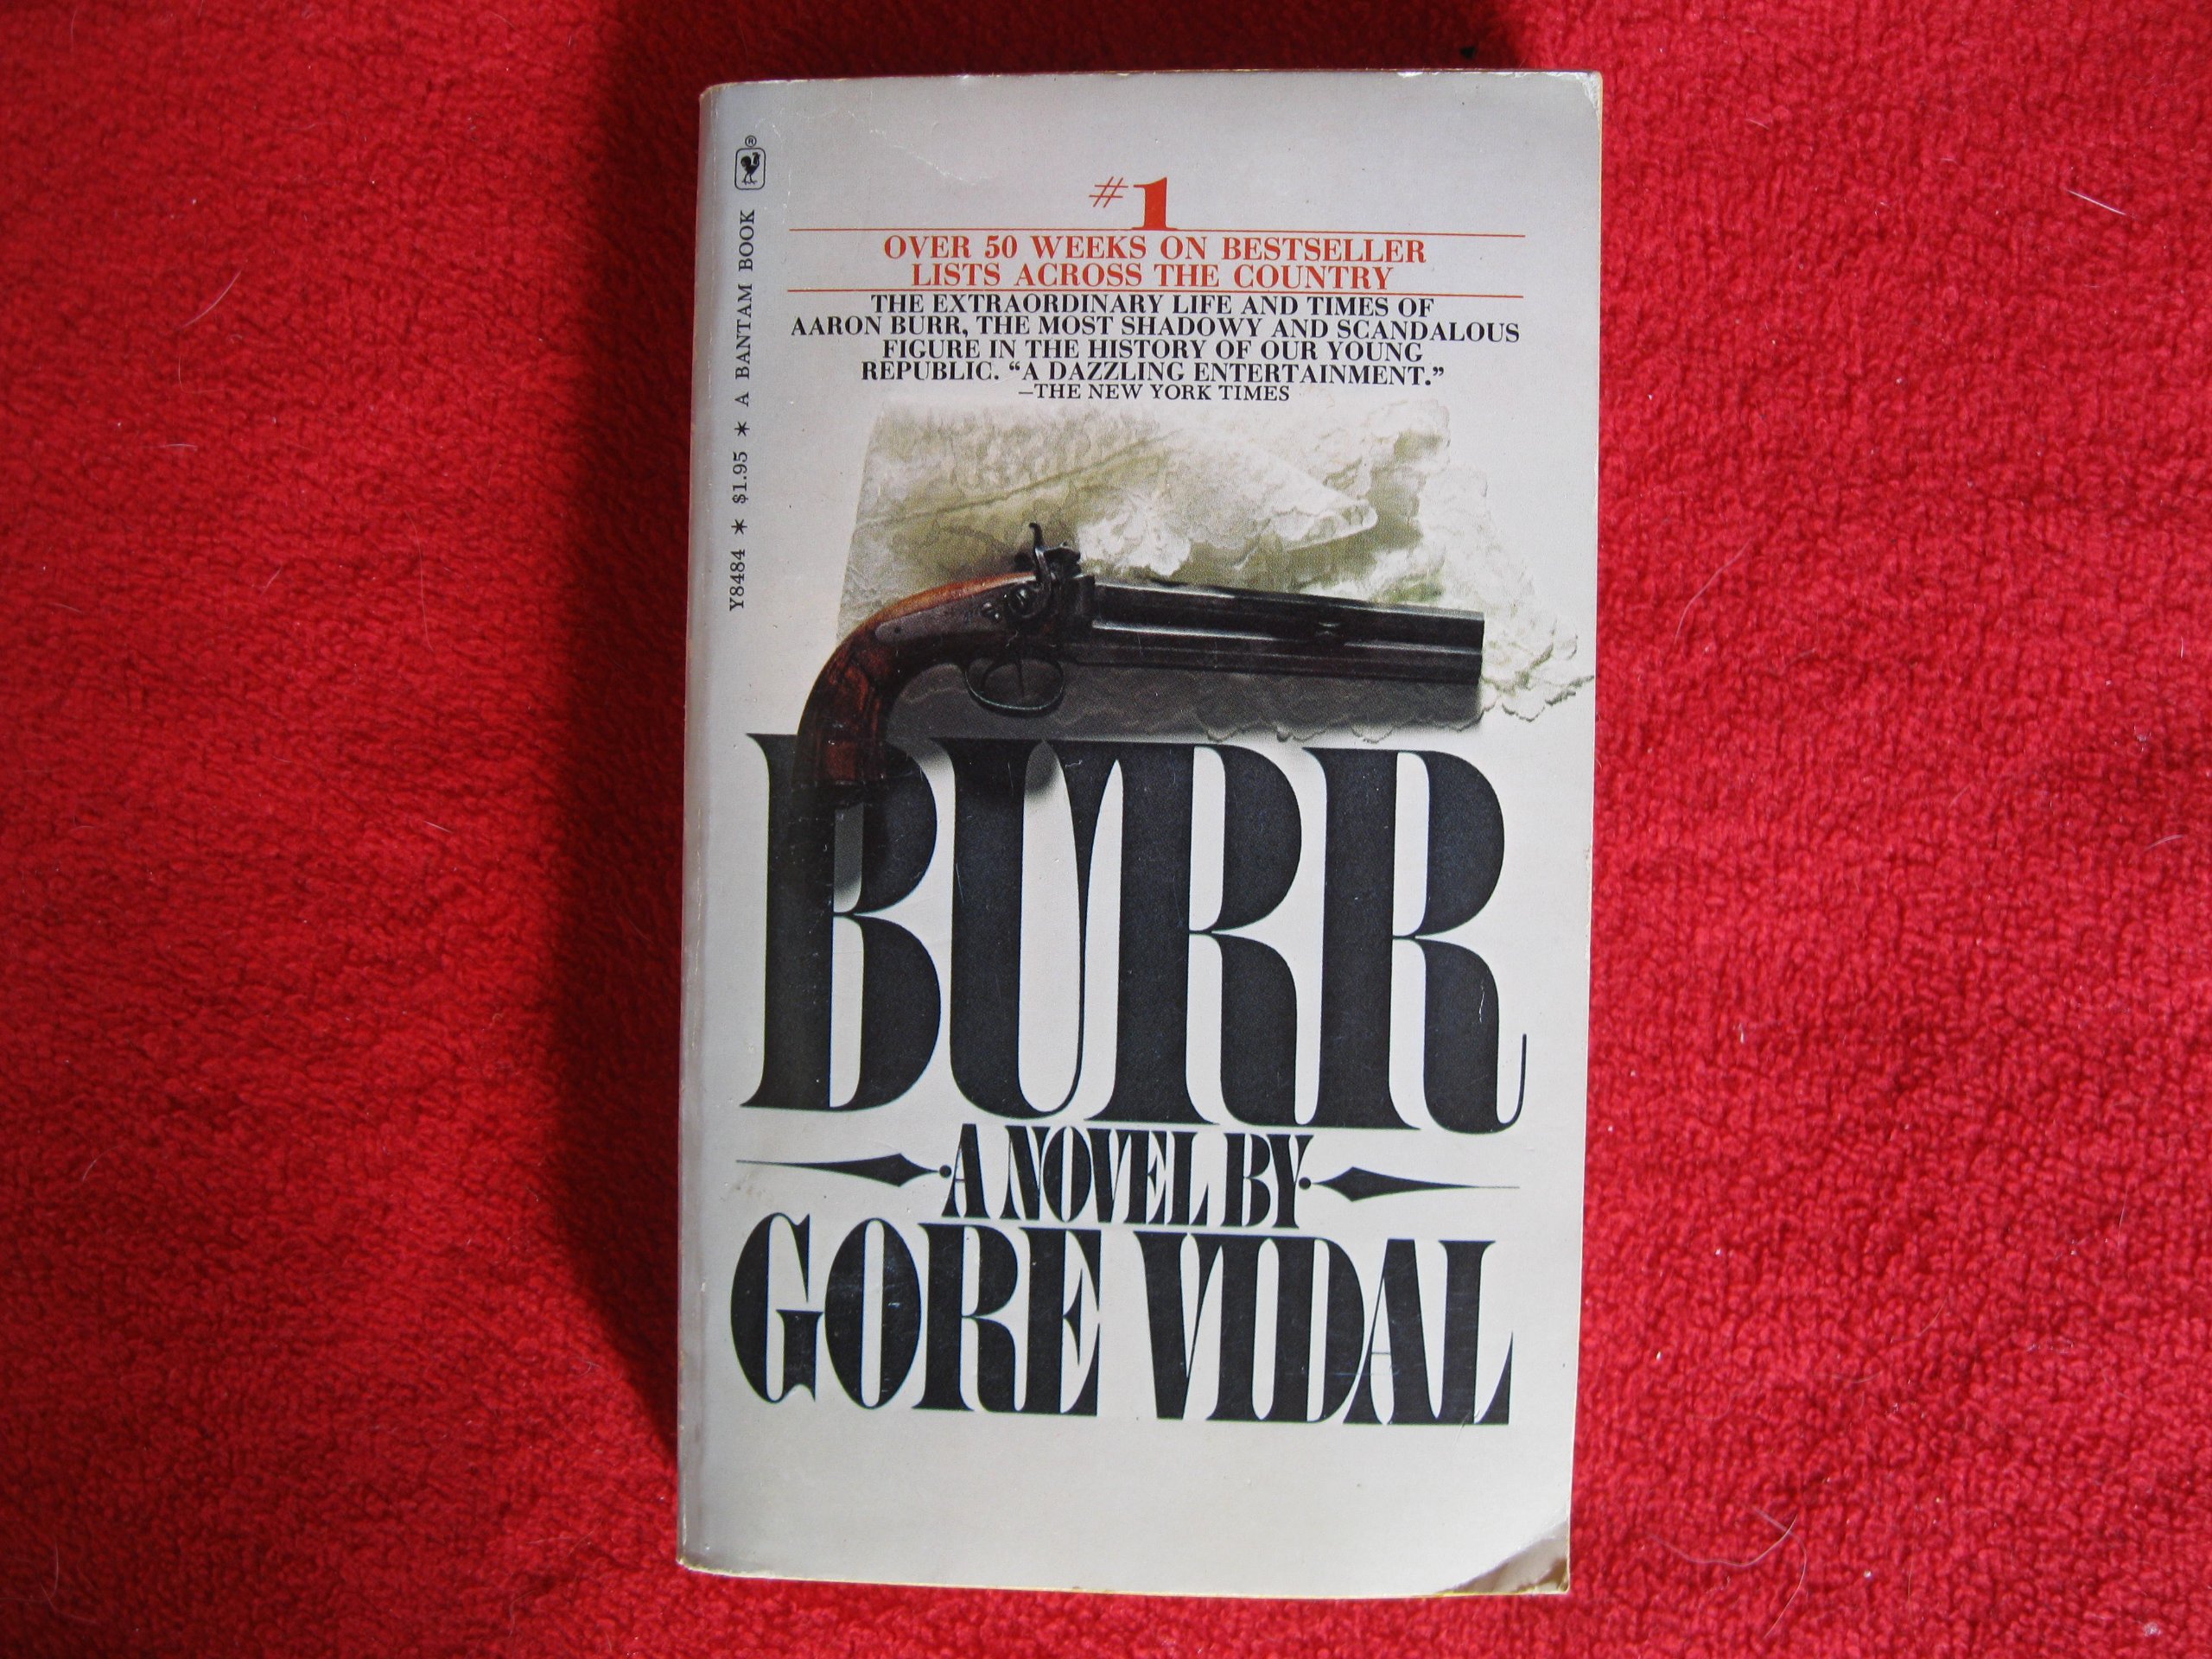 Y8484 * $1.95 * A BANTAM BOOK ®
#1
OVER 50 WEEKS ON BESTSELLER
LISTS ACROSS THE COUNTRY
THE EXTRAORDINARY LIFE AND TIMES OF
AARON BURR, THE MOST SHADOWY AND SCANDALOUS
FIGURE IN THE HISTORY OF OUR YOUNG
REPUBLIC. “A DAZZLING ENTERTAINMENT.”
—THE NEW YORK TIMES
BURR
A NOVEL BY
GORE VIDAL